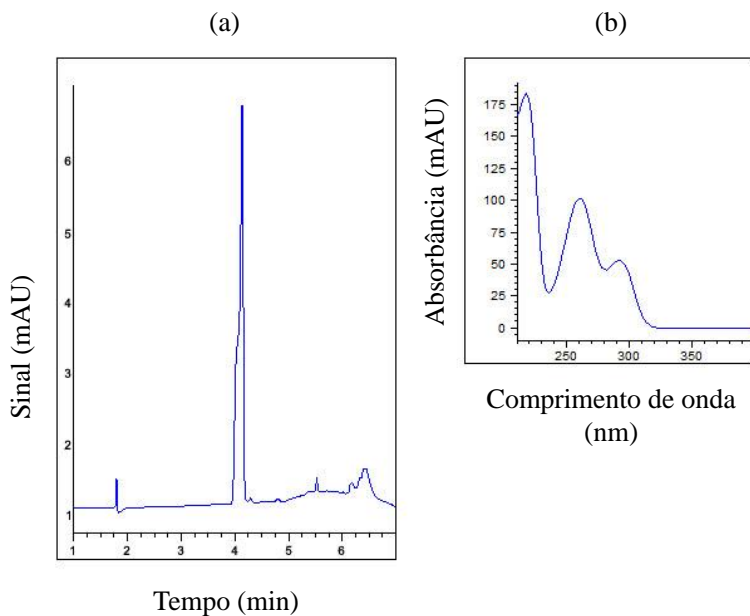 (a)
Sinal (mAU)
6
5
4
3
2
1
1 2 3 4 5 6
Tempo (min)
(b)
Absorbância (mAU)
175
150
125
100
75
50
25
0
250 300 350
Comprimento de onda
(nm)